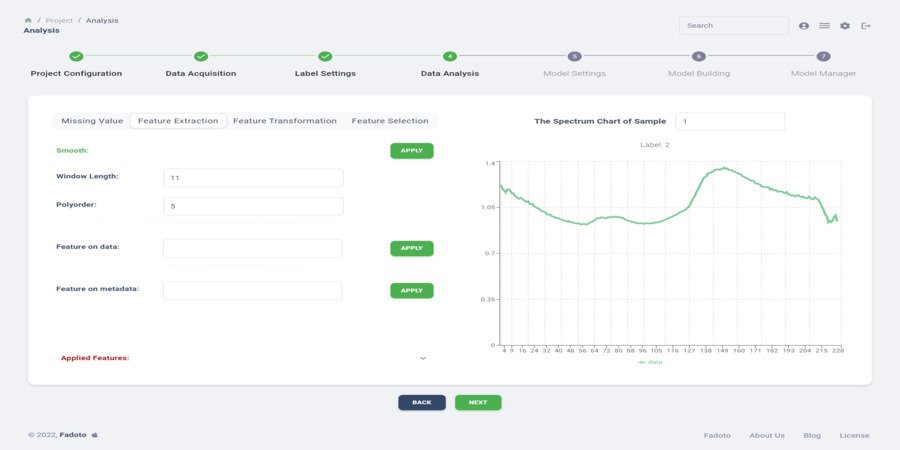 / Project / Analysis
Analysis
Search
4 5 6 7
Project Configuration Data Acquisition Label Settings Data Analysis Model Settings Model Building Model Manager
Missing Value Feature Extraction Feature Transformation Feature Selection
The Spectrum Chart of Sample 1
Smooth: APPLY
Label: 2
Window Length: 11
Polyorder: 5
Feature on data: APPLY
Feature on metadata: APPLY
Applied Features:
1.4
1.05
0.7
0.35
0
4 9 16 24 32 40 48 56 64 72 80 88 96 105 116 127 138 149 160 171 182 193 204 215 228
data
BACK NEXT
© 2022, Fadoto
Fadoto About Us Blog License